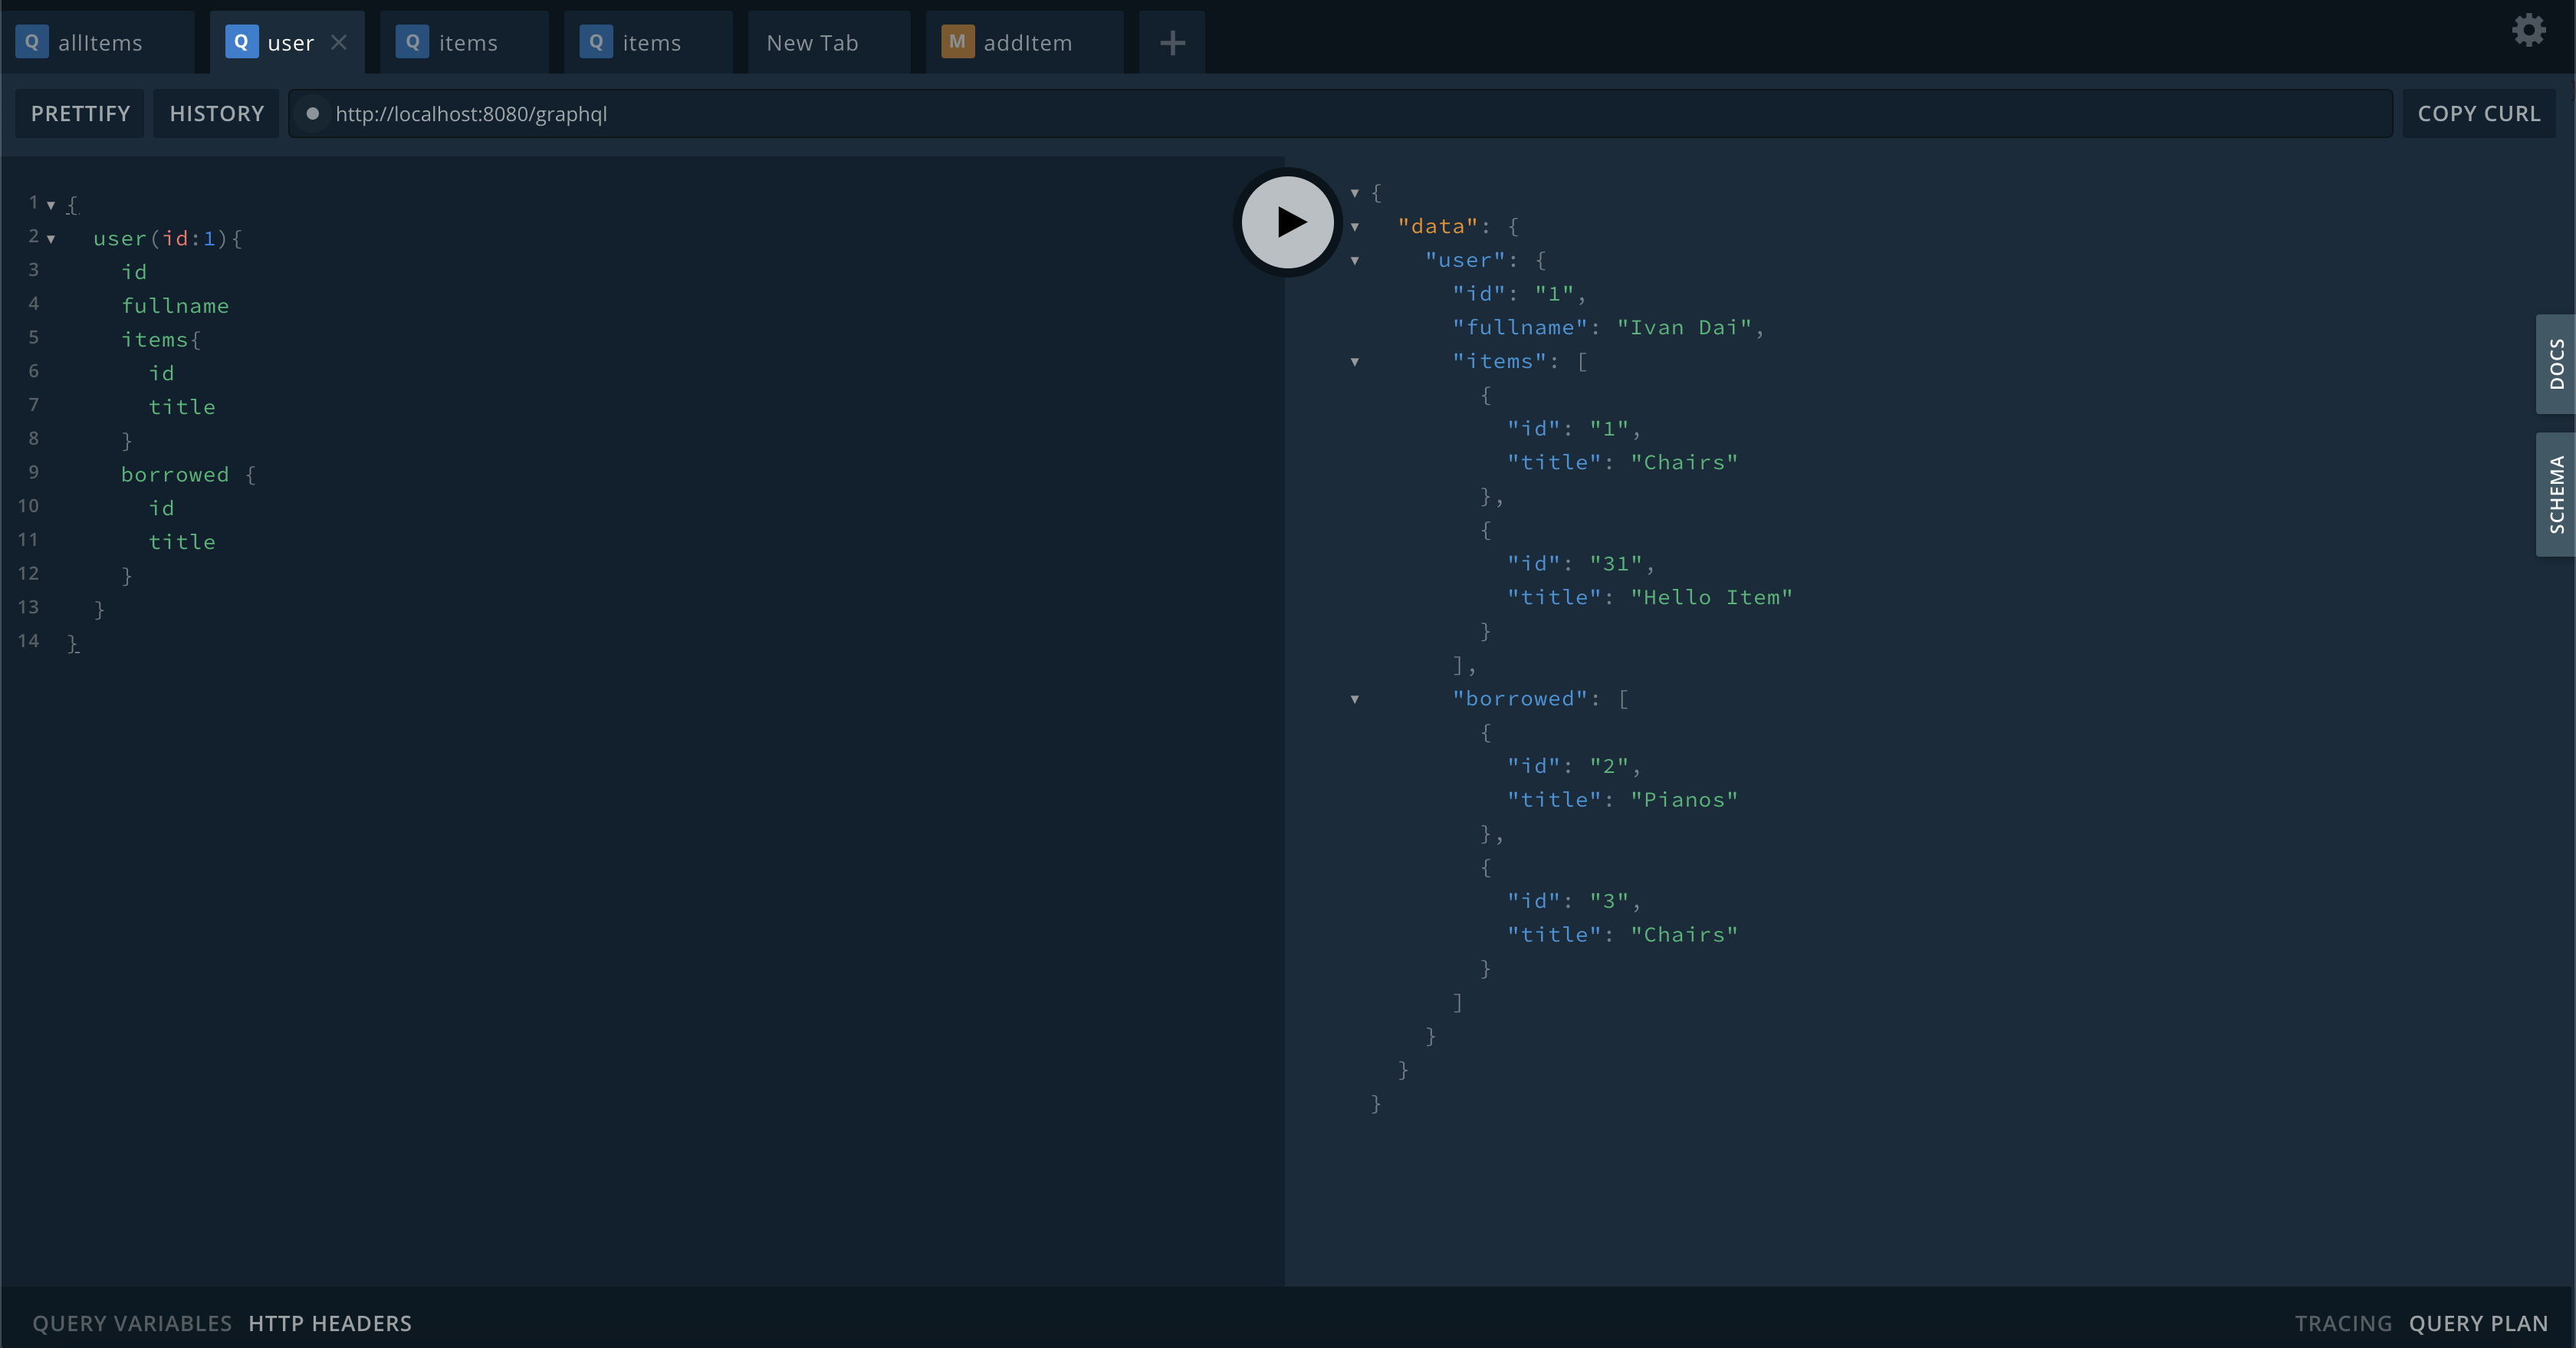 Q allItems Q user Q items Q items New Tab M addItem
PRETTIFY HISTORY http://localhost:8080/graphql COPY CURL
1 {
2 user(id:1){
3 id
4 fullname
5 items{
6 id
7 title
8 }
9 borrowed {
10 id
11 title
12 }
13 }
14 }
{
"data": {
"user": {
"id": "1",
"fullname": "Ivan Dai",
"items": [
{
"id": "1",
"title": "Chairs"
},
{
"id": "31",
"title": "Hello Item"
}
],
"borrowed": [
{
"id": "2",
"title": "Pianos"
},
{
"id": "3",
"title": "Chairs"
}
]
}
}
}
DOCS
SCHEMA
QUERY VARIABLES HTTP HEADERS TRACING QUERY PLAN